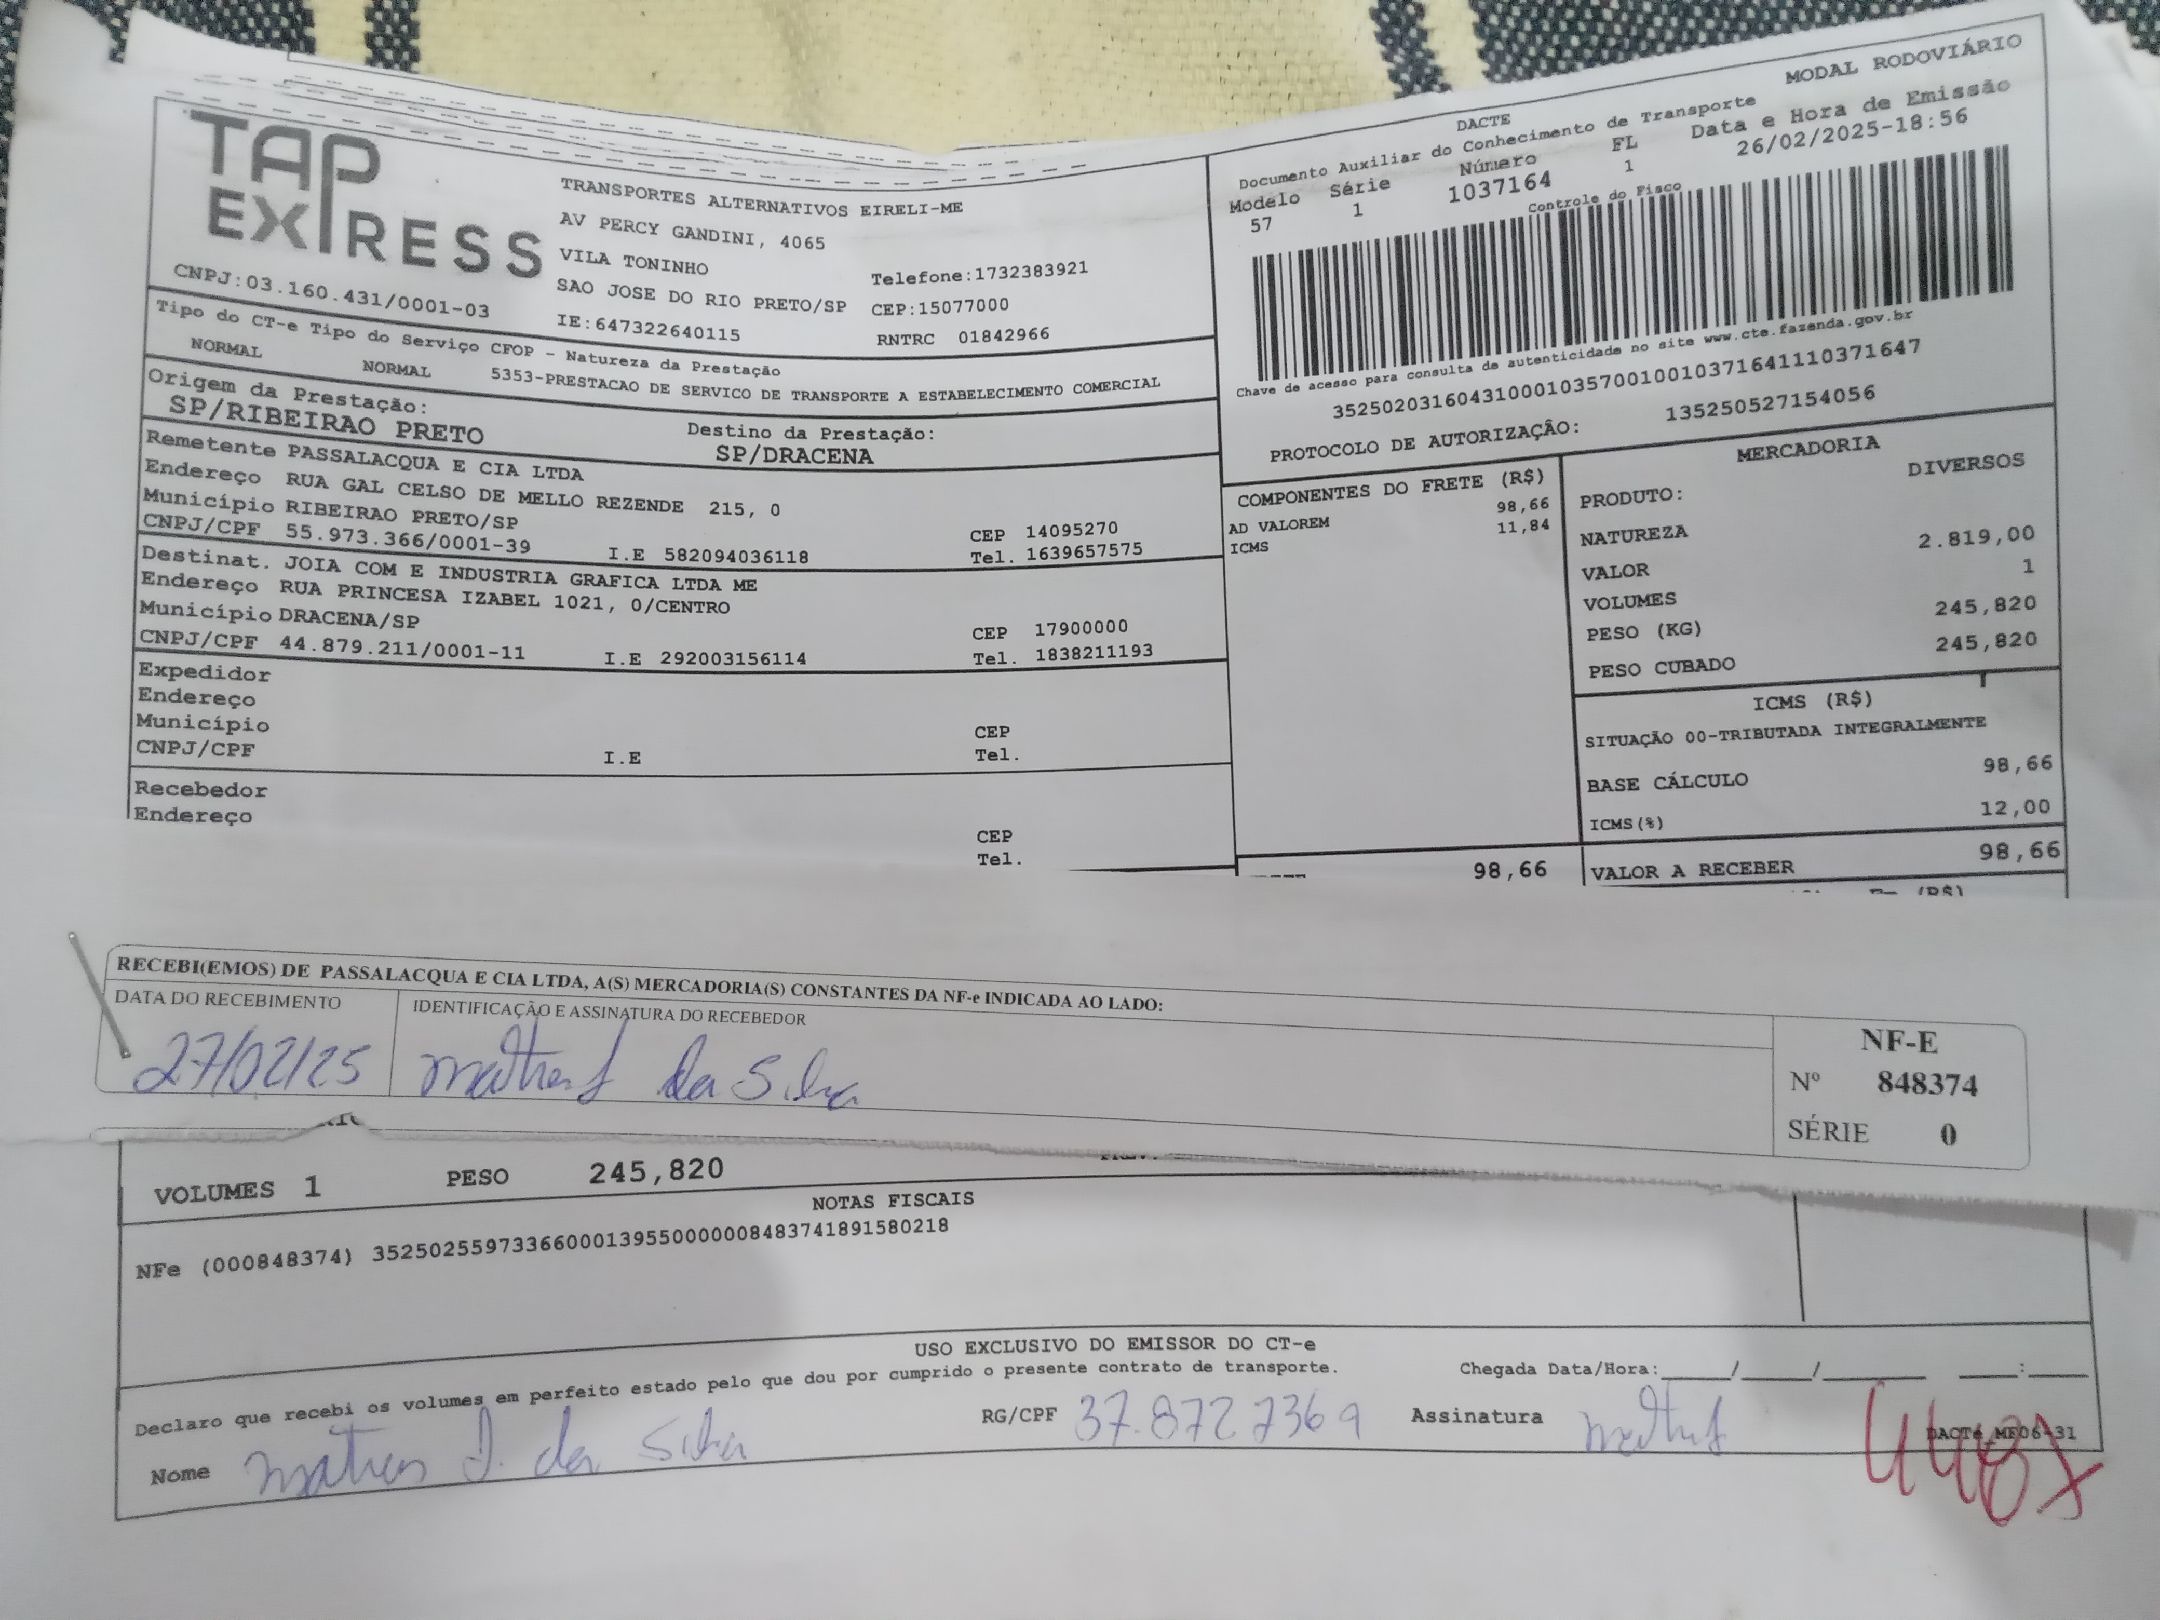 TAP EXPRESS
CNPJ:03.160.431/0001-03
TRANSPORTES ALTERNATIVOS EIRELI-ME
AV PERCY GANDINI, 4065
VILA TONINHO
Telefone:1732383921
SAO JOSE DO RIO PRETO/SP CEP:15077000
IE:647322640115 RNTRC 01842966
DACTE MODAL RODOVIÁRIO
Documento Auxiliar do Conhecimento de Transporte
Modelo Série Número FL Data e Hora de Emissão
57 1 1037164 1 26/02/2025-18:56
Controle do Fisco
Chave de acesso para consulta de autenticidade no site www.cte.fazenda.gov.br
35250203160431000103570010010371641110371647
PROTOCOLO DE AUTORIZAÇÃO: 135250527154056
Tipo do CT-e Tipo do Serviço CFOP - Natureza da Prestação
NORMAL NORMAL 5353-PRESTACAO DE SERVICO DE TRANSPORTE A ESTABELECIMENTO COMERCIAL
Origem da Prestação: Destino da Prestação:
SP/RIBEIRAO PRETO SP/DRACENA
Remetente PASSALACQUA E CIA LTDA
Endereço RUA GAL CELSO DE MELLO REZENDE 215, 0
Município RIBEIRAO PRETO/SP CEP 14095270
CNPJ/CPF 55.973.366/0001-39 I.E 582094036118 Tel. 1639657575
Destinat. JOIA COM E INDUSTRIA GRAFICA LTDA ME
Endereço RUA PRINCESA IZABEL 1021, 0/CENTRO
Município DRACENA/SP CEP 17900000
CNPJ/CPF 44.879.211/0001-11 I.E 292003156114 Tel. 1838211193
Expedidor
Endereço
Município CEP
CNPJ/CPF I.E Tel.
Recebedor
Endereço
CEP
Tel.
COMPONENTES DO FRETE (R$)
AD VALOREM 98,66
ICMS 11,84
98,66
MERCADORIA
PRODUTO: DIVERSOS
NATUREZA
VALOR 2.819,00
VOLUMES 1
PESO (KG) 245,820
PESO CUBADO 245,820
ICMS (R$)
SITUAÇÃO 00-TRIBUTADA INTEGRALMENTE
BASE CÁLCULO 98,66
ICMS(%) 12,00
VALOR A RECEBER 98,66
(R$)
RECEBI(EMOS) DE PASSALACQUA E CIA LTDA, A(S) MERCADORIA(S) CONSTANTES DA NF-e INDICADA AO LADO:
DATA DO RECEBIMENTO IDENTIFICAÇÃO E ASSINATURA DO RECEBEDOR
27/02/25 da Silva
NF-E
Nº 848374
SÉRIE 0
VOLUMES 1 PESO 245,820
NOTAS FISCAIS
NFe (000848374) 35250255973366000139550000008483741891580218
USO EXCLUSIVO DO EMISSOR DO CT-e
Declaro que recebi os volumes em perfeito estado pelo que dou por cumprido o presente contrato de transporte. Chegada Data/Hora:____/____/______ ___:___
Nome da Silva RG/CPF 37.872 7369 Assinatura